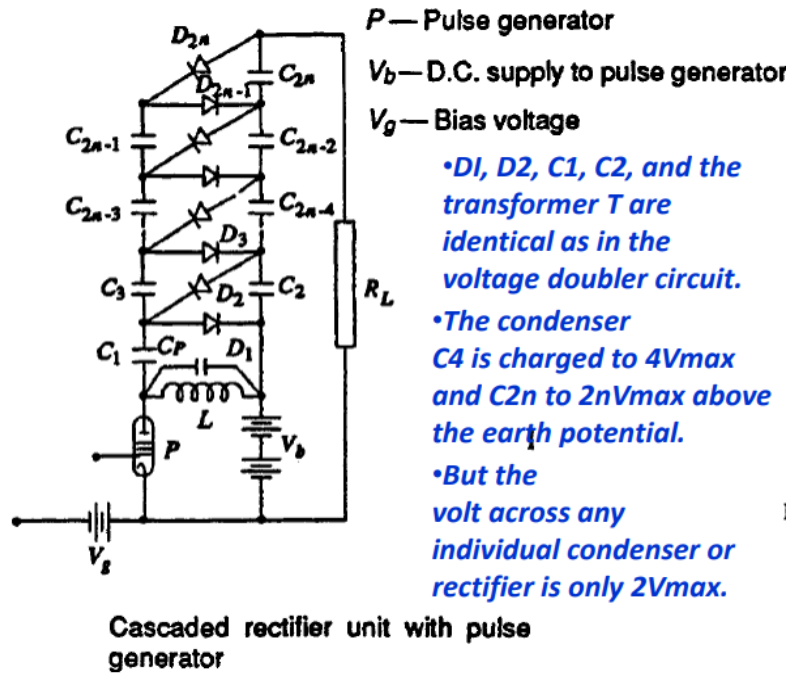 P — Pulse generator
V_b — D.C. supply to pulse generator
V_g — Bias voltage
•DI, D2, C1, C2, and the
transformer T are
identical as in the
voltage doubler circuit.
•The condenser
C4 is charged to 4Vmax
and C2n to 2nVmax above
the earth potential.
•But the
volt across any
individual condenser or
rectifier is only 2Vmax.
D_2n
C_2n
D_2n-1
C_2n-1
C_2n-2
C_2n-3
C_2n-4
D_3
C_3
D_2
C_2
R_L
C_1
C_P
D_1
L
P
V_b
V_g
Cascaded rectifier unit with pulse
generator